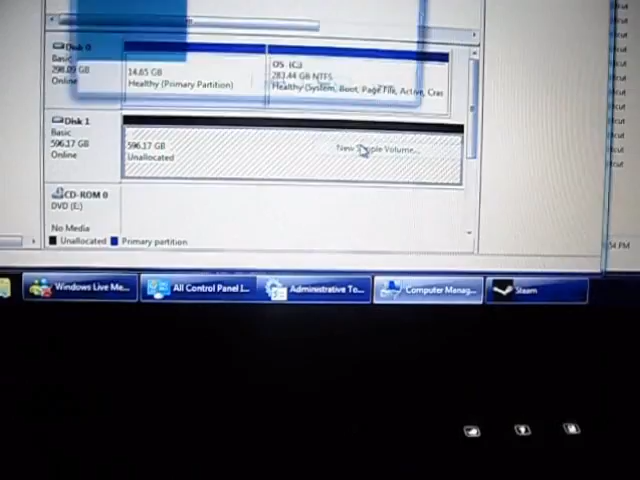 Disk 0
Basic
298.09 GB
Online
14.65 GB
Healthy (Primary Partition)
OS (C:)
283.44 GB NTFS
Healthy (System, Boot, Page File, Active, Cras
Disk 1
Basic
596.17 GB
Online
596.17 GB
Unallocated
New Simple Volume...
CD-ROM 0
DVD (E:)
No Media
Unallocated
Primary partition
54 PM
Windows Live Me...
All Control Panel I...
Administrative To...
Computer Manag...
Steam